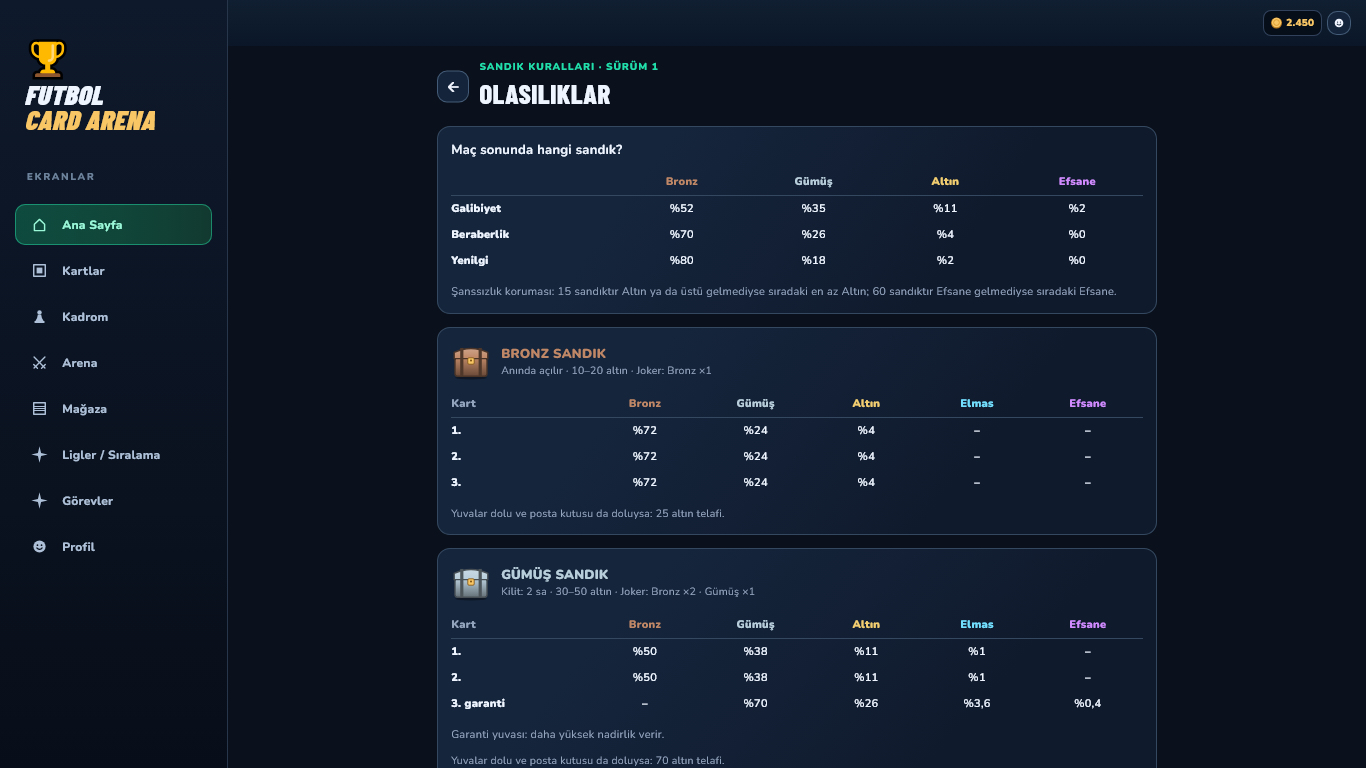 2.450
FUTBOL
CARD ARENA
EKRANLAR
Ana Sayfa
Kartlar
Kadrom
Arena
Mağaza
Ligler / Sıralama
Görevler
Profil
SANDIK KURALLARI · SÜRÜM 1
OLASILIKLAR
Maç sonunda hangi sandık?
Bronz Gümüş Altın Efsane
Galibiyet %52 %35 %11 %2
Beraberlik %70 %26 %4 %0
Yenilgi %80 %18 %2 %0
Şanssızlık koruması: 15 sandıktır Altın ya da üstü gelmediyse sıradaki en az Altın; 60 sandıktır Efsane gelmediyse sıradaki Efsane.
BRONZ SANDIK
Anında açılır · 10–20 altın · Joker: Bronz ×1
Kart Bronz Gümüş Altın Elmas Efsane
1. %72 %24 %4 – –
2. %72 %24 %4 – –
3. %72 %24 %4 – –
Yuvalar dolu ve posta kutusu da doluysa: 25 altın telafi.
GÜMÜŞ SANDIK
Kilit: 2 sa · 30–50 altın · Joker: Bronz ×2 · Gümüş ×1
Kart Bronz Gümüş Altın Elmas Efsane
1. %50 %38 %11 %1 –
2. %50 %38 %11 %1 –
3. garanti – %70 %26 %3,6 %0,4
Garanti yuvası: daha yüksek nadirlik verir.
Yuvalar dolu ve posta kutusu da doluysa: 70 altın telafi.